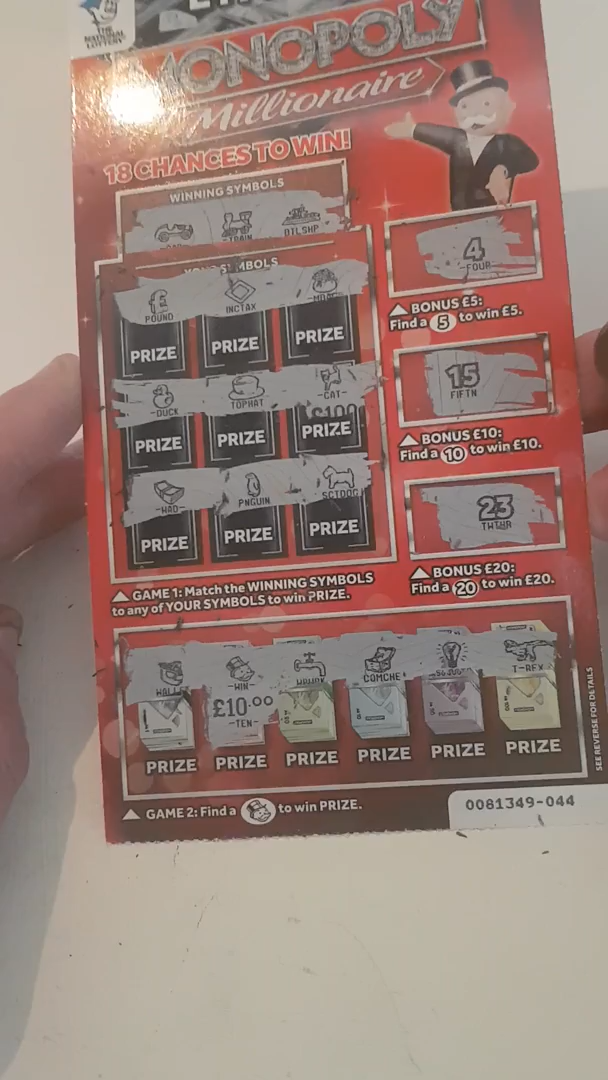 THE
NATIONAL
LOTTERY
MONOPOLY
Millionaire
18 CHANCES TO WIN!
WINNING SYMBOLS
TRAIN BTLSHP
POUND INCTAX
PRIZE PRIZE PRIZE
DUCK TOPHAT CAT
£100
PRIZE PRIZE PRIZE
PNGUIN SCTDOG
PRIZE PRIZE PRIZE
GAME 1: Match the WINNING SYMBOLS
to any of YOUR SYMBOLS to win PRIZE.
4
FOUR
BONUS £5:
Find a 5 to win £5.
15
FIFTN
BONUS £10:
Find a 10 to win £10.
23
TWTHR
BONUS £20:
Find a 20 to win £20.
WIN COMCHE T-REX
£10.00
TEN
PRIZE PRIZE PRIZE PRIZE PRIZE PRIZE
GAME 2: Find a to win PRIZE.
0081349-044
SEE REVERSE FOR DETAILS